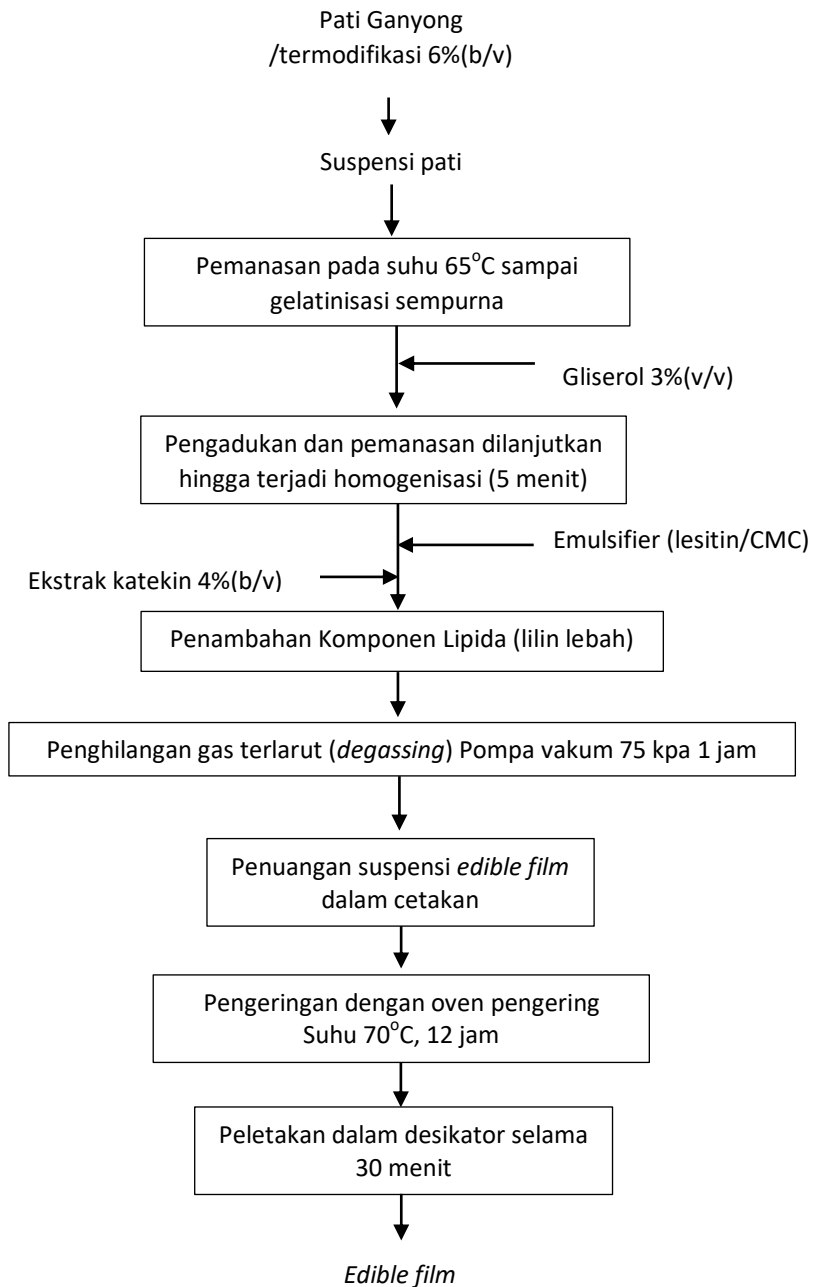 Pati Ganyong
/termodifikasi 6%(b/v)
Suspensi pati
Pemanasan pada suhu 65°C sampai
gelatinisasi sempurna
Gliserol 3%(v/v)
Pengadukan dan pemanasan dilanjutkan
hingga terjadi homogenisasi (5 menit)
Emulsifier (lesitin/CMC)
Ekstrak katekin 4%(b/v)
Penambahan Komponen Lipida (lilin lebah)
Penghilangan gas terlarut (degassing) Pompa vakum 75 kpa 1 jam
Penuangan suspensi edible film
dalam cetakan
Pengeringan dengan oven pengering
Suhu 70°C, 12 jam
Peletakan dalam desikator selama
30 menit
Edible film